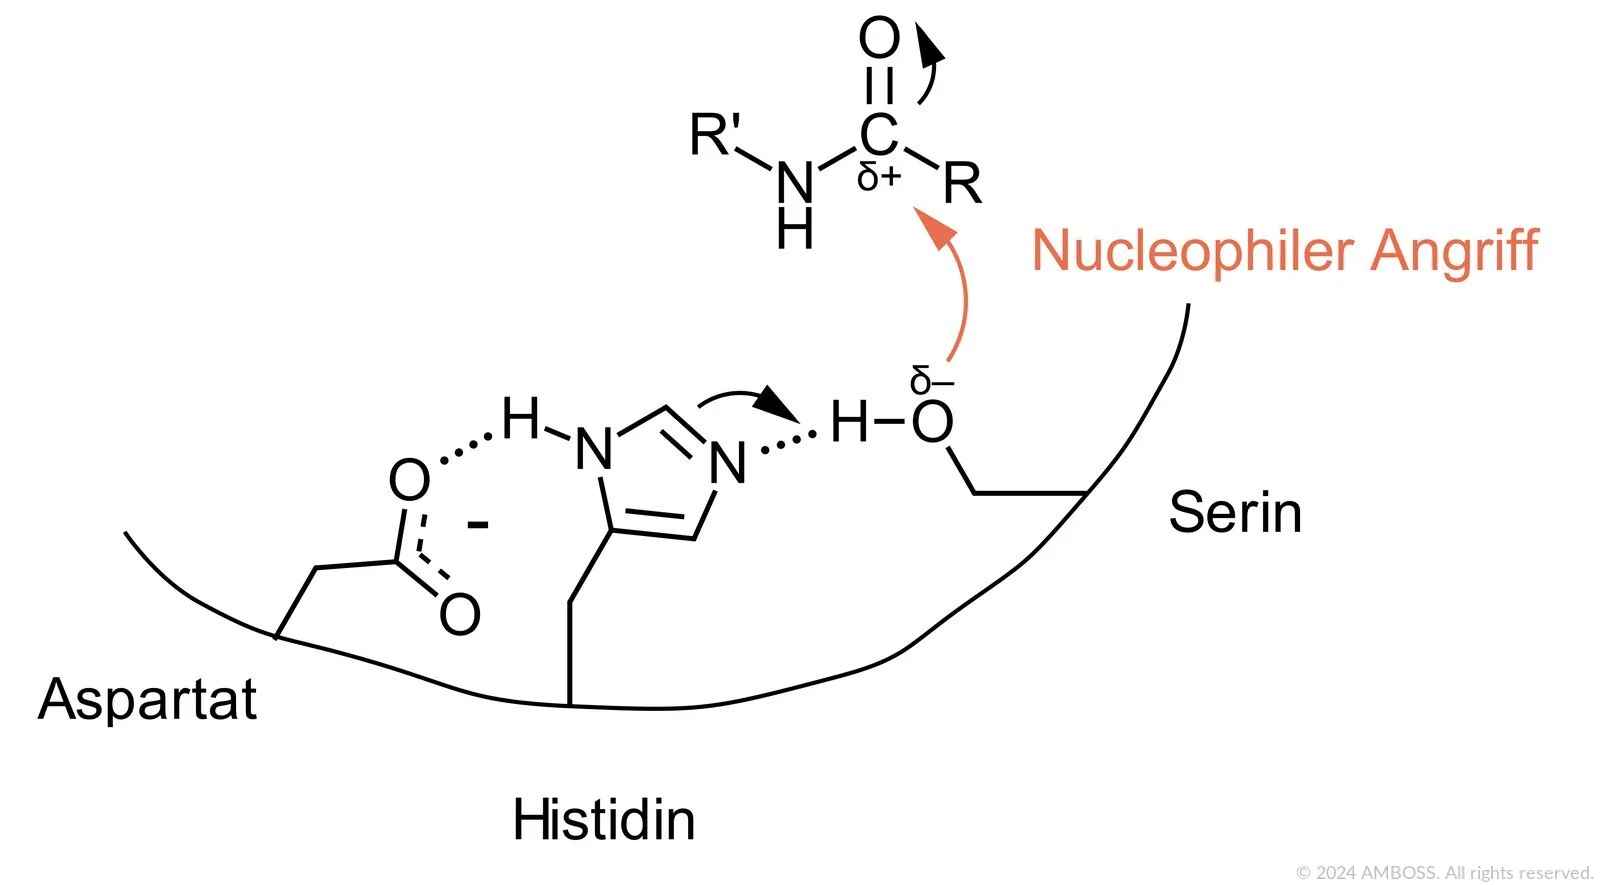 O
R'
C
δ+
N
H
R
Nucleophiler Angriff
δ–
H
N
N
H–O
O
-
O
Serin
Aspartat
Histidin
© 2024 AMBOSS. All rights reserved.